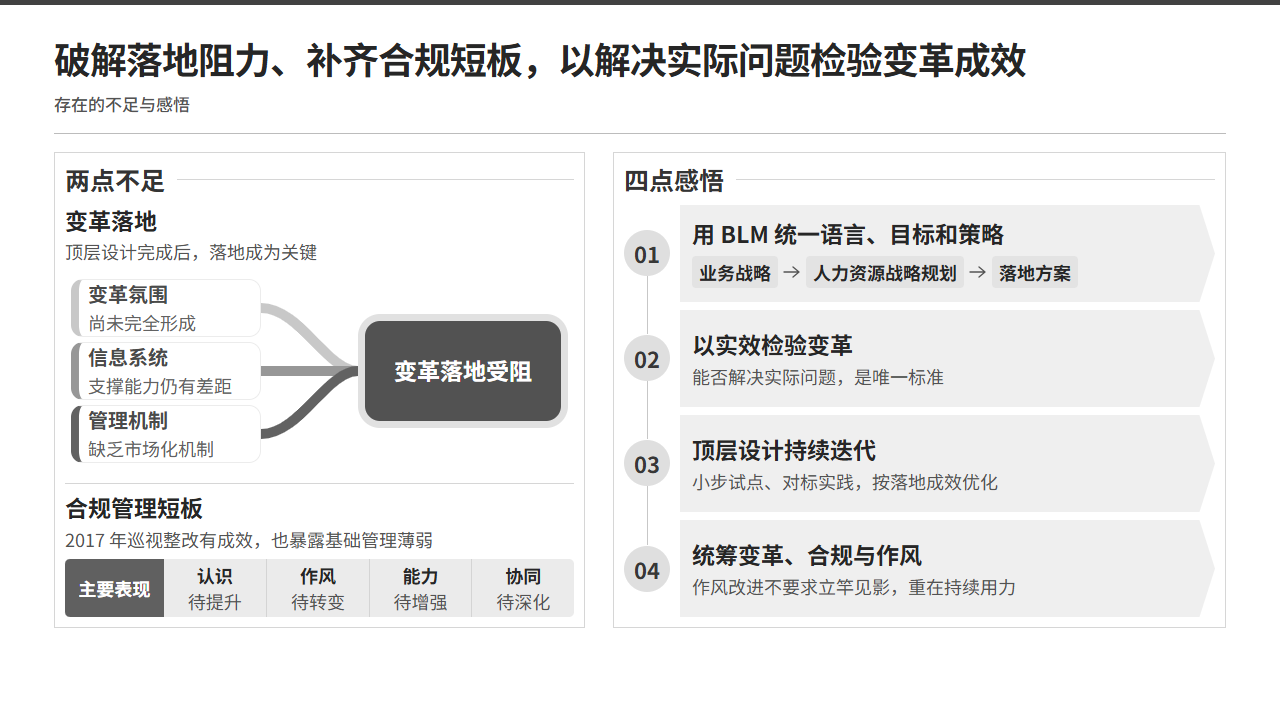 破解落地阻力、补齐合规短板，以解决实际问题检验变革成效
存在的不足与感悟
两点不足
变革落地
顶层设计完成后，落地成为关键
变革氛围
尚未完全形成
信息系统
支撑能力仍有差距
管理机制
缺乏市场化机制
变革落地受阻
合规管理短板
2017 年巡视整改有成效，也暴露基础管理薄弱
主要表现
认识
待提升
作风
待转变
能力
待增强
协同
待深化
四点感悟
01
用 BLM 统一语言、目标和策略
业务战略 → 人力资源战略规划 → 落地方案
02
以实效检验变革
能否解决实际问题，是唯一标准
03
顶层设计持续迭代
小步试点、对标实践，按落地成效优化
04
统筹变革、合规与作风
作风改进不要求立竿见影，重在持续用力